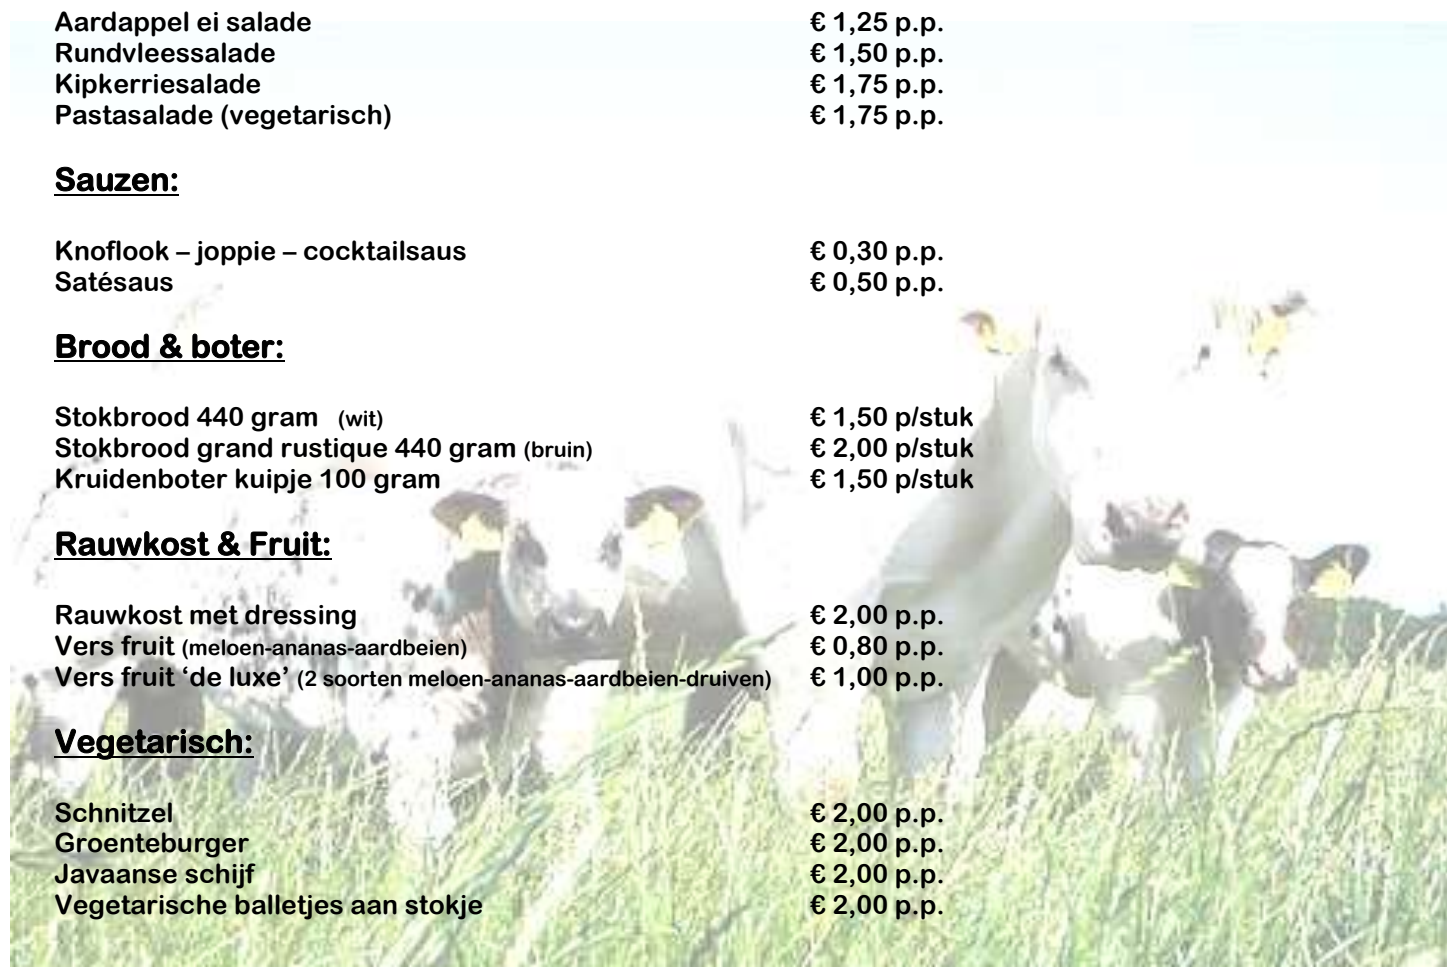 Aardappel ei salade € 1,25 p.p.
Rundvleessalade € 1,50 p.p.
Kipkerriesalade € 1,75 p.p.
Pastasalade (vegetarisch) € 1,75 p.p.
Sauzen:
Knoflook – joppie – cocktailsaus € 0,30 p.p.
Satésaus € 0,50 p.p.
Brood & boter:
Stokbrood 440 gram (wit) € 1,50 p/stuk
Stokbrood grand rustique 440 gram (bruin) € 2,00 p/stuk
Kruidenboter kuipje 100 gram € 1,50 p/stuk
Rauwkost & Fruit:
Rauwkost met dressing € 2,00 p.p.
Vers fruit (meloen-ananas-aardbeien) € 0,80 p.p.
Vers fruit ‘de luxe’ (2 soorten meloen-ananas-aardbeien-druiven) € 1,00 p.p.
Vegetarisch:
Schnitzel € 2,00 p.p.
Groenteburger € 2,00 p.p.
Javaanse schijf € 2,00 p.p.
Vegetarische balletjes aan stokje € 2,00 p.p.